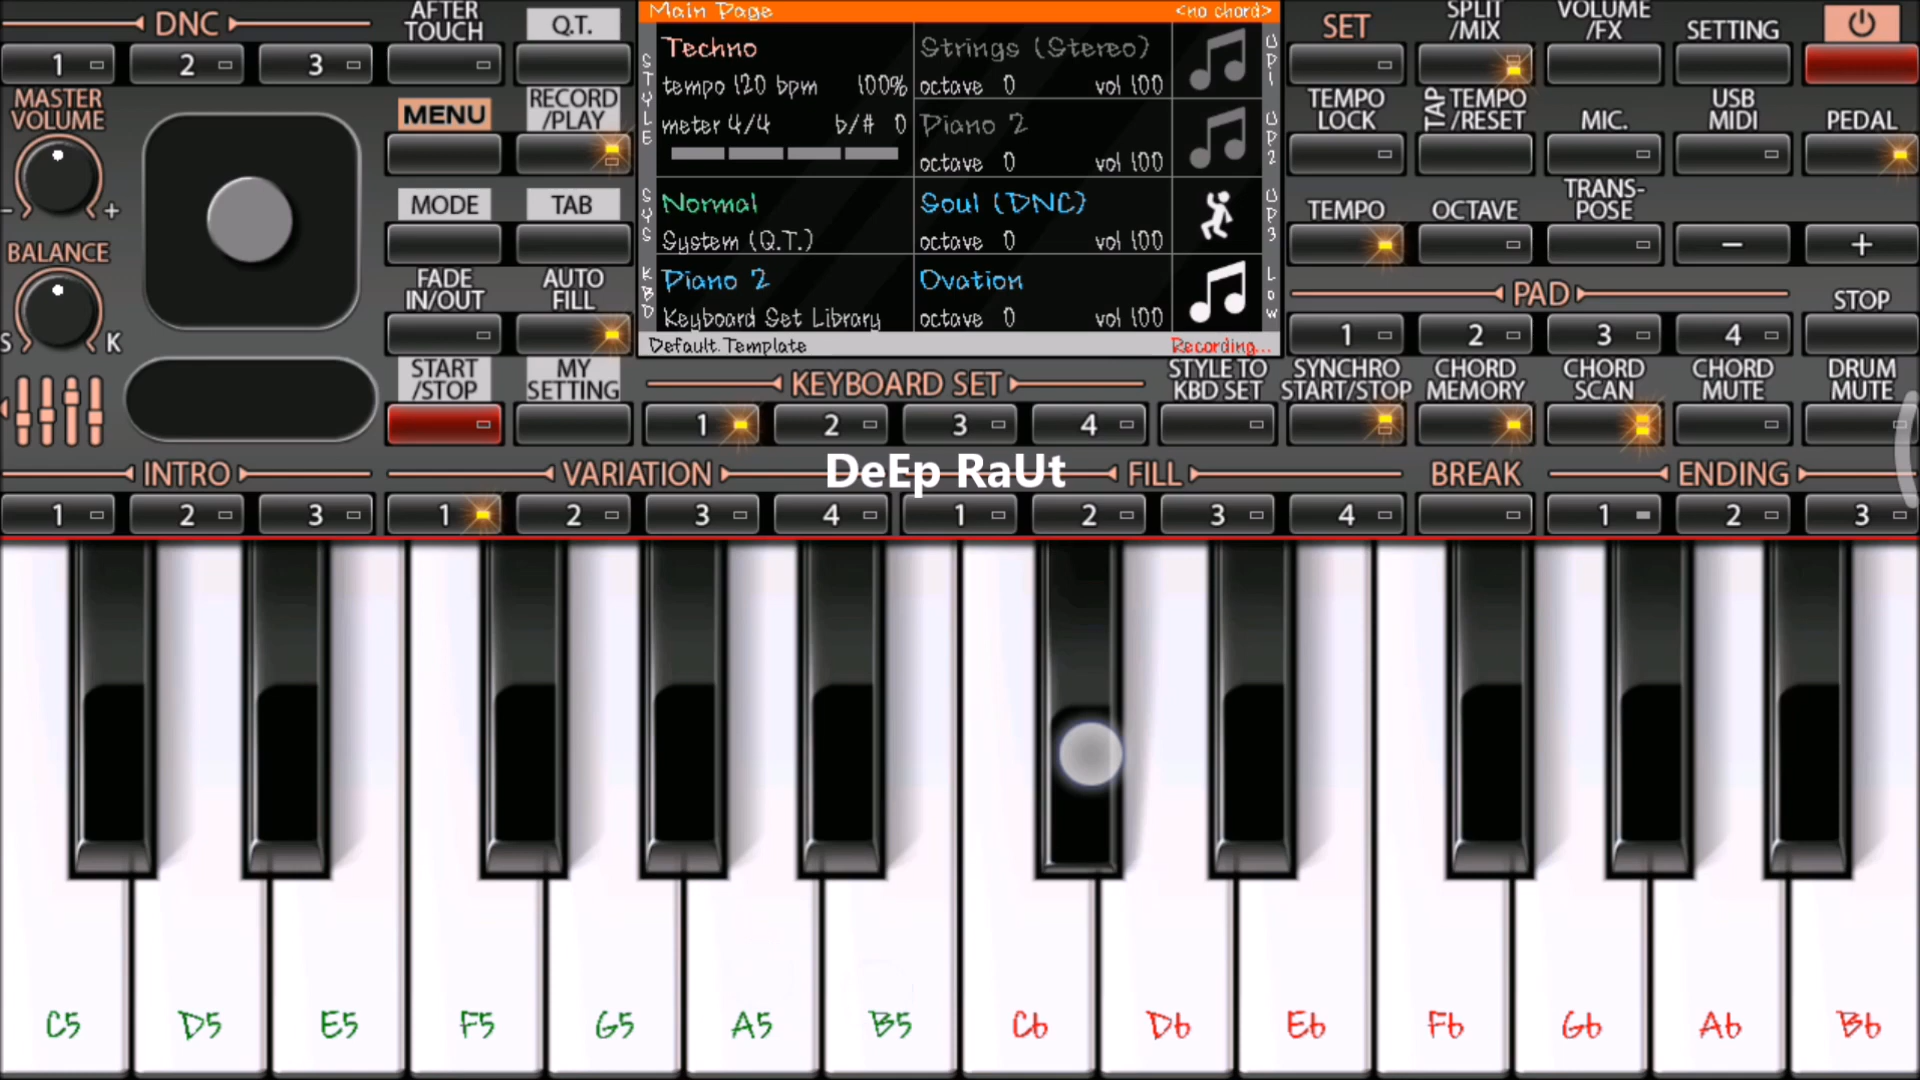 DNC
1 2 3
AFTER TOUCH
Q.T.
MASTER VOLUME
- +
BALANCE
S K
MENU
RECORD /PLAY
MODE
TAB
FADE IN/OUT
AUTO FILL
START /STOP
MY SETTING
Main Page <no chord>
STYLE
Techno
tempo 120 bpm 100%
meter 4/4 b/# 0
SYS
Normal
System (Q.T.)
KBD
Piano 2
Keyboard Set Library
Strings (Stereo)
octave 0 vol 100
UP1
Piano 2
octave 0 vol 100
UP2
Soul (DNC)
octave 0 vol 100
UP3
Ovation
octave 0 vol 100
Low
Default Template Recording...
SET
SPLIT /MIX
VOLUME /FX
SETTING
TEMPO LOCK
TAP TEMPO /RESET
MIC.
USB MIDI
PEDAL
TEMPO
OCTAVE
TRANS- POSE
- +
PAD
1 2 3 4
STOP
KEYBOARD SET
1 2 3 4
STYLE TO KBD SET
SYNCHRO START/STOP
CHORD MEMORY
CHORD SCAN
CHORD MUTE
DRUM MUTE
DeEp RaUt
INTRO VARIATION FILL BREAK ENDING
1 2 3 1 2 3 4 1 2 3 4 1 2 3
C5 D5 E5 F5 G5 A5 B5 C6 D6 E6 F6 G6 A6 B6